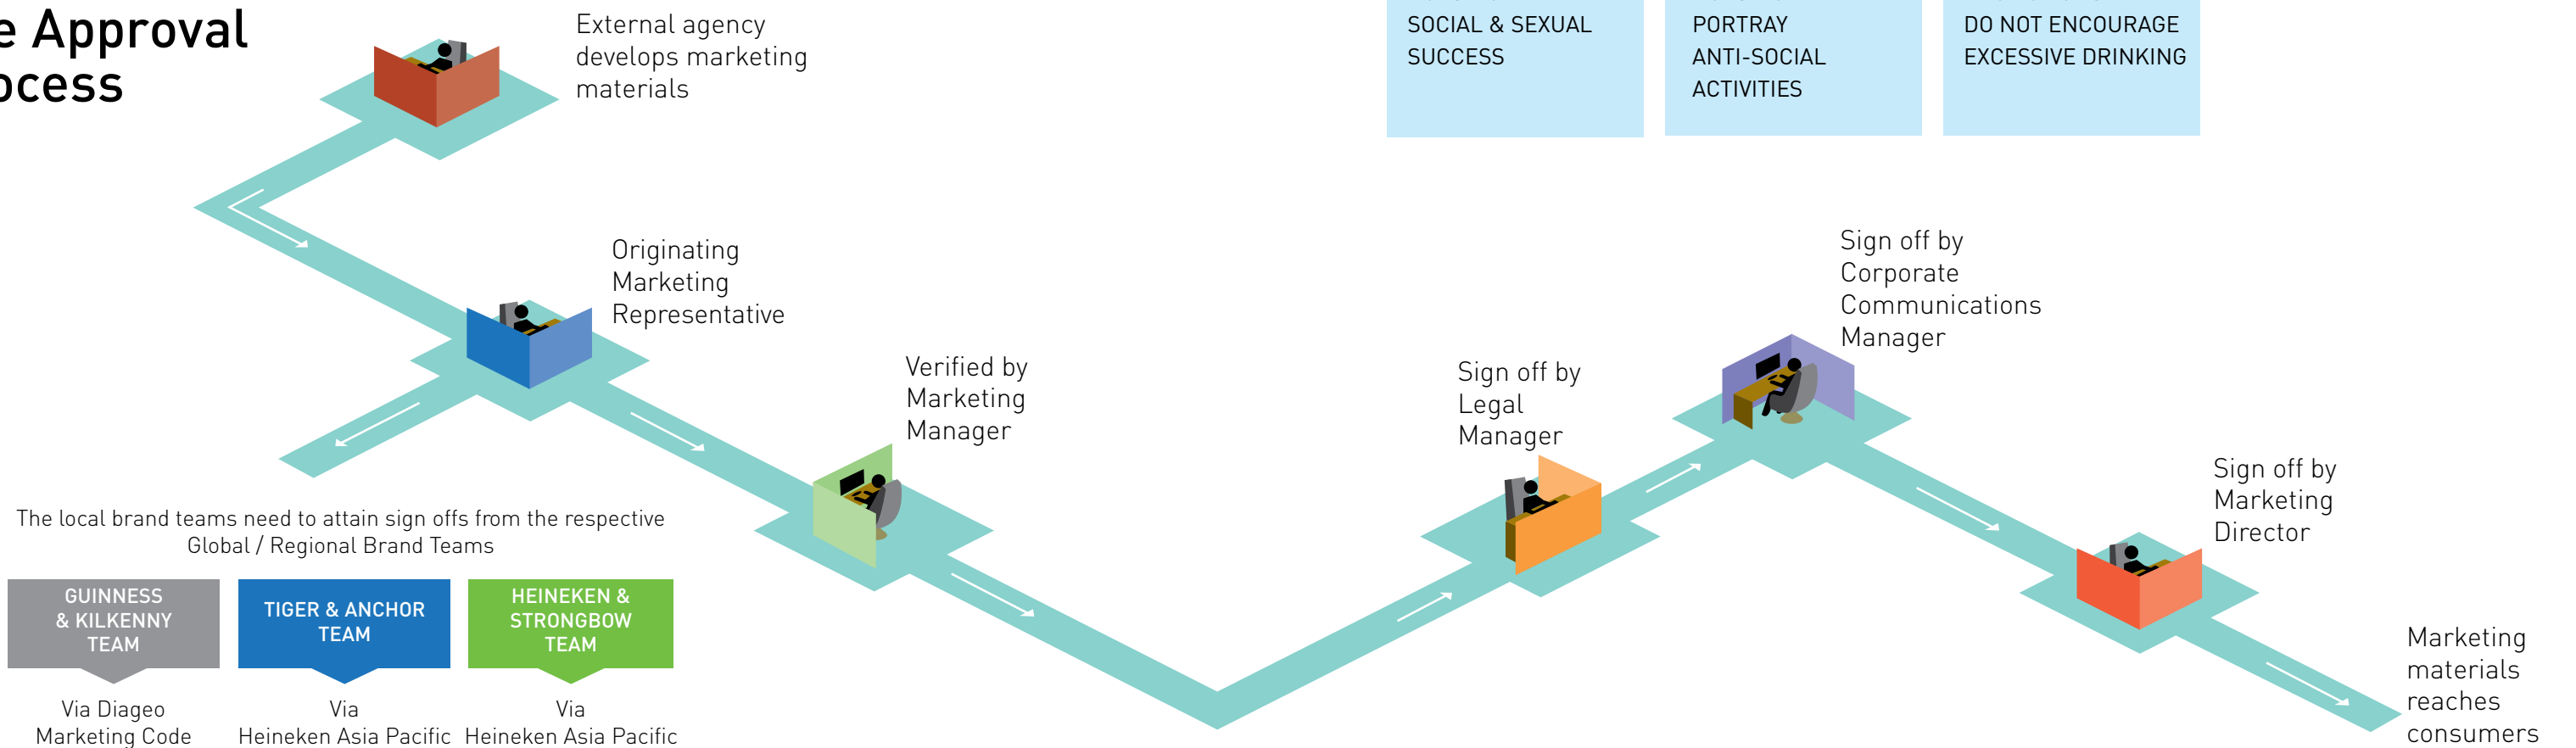 e Approval
ocess
External agency
develops marketing
materials
SOCIAL & SEXUAL
SUCCESS
PORTRAY
ANTI-SOCIAL
ACTIVITIES
DO NOT ENCOURAGE
EXCESSIVE DRINKING
Originating
Marketing
Representative
Verified by
Marketing
Manager
Sign off by
Legal
Manager
Sign off by
Corporate
Communications
Manager
Sign off by
Marketing
Director
Marketing
materials
reaches
consumers
The local brand teams need to attain sign offs from the respective
Global / Regional Brand Teams
GUINNESS
& KILKENNY
TEAM
Via Diageo
Marketing Code
TIGER & ANCHOR
TEAM
Via
Heineken Asia Pacific
HEINEKEN &
STRONGBOW
TEAM
Via
Heineken Asia Pacific